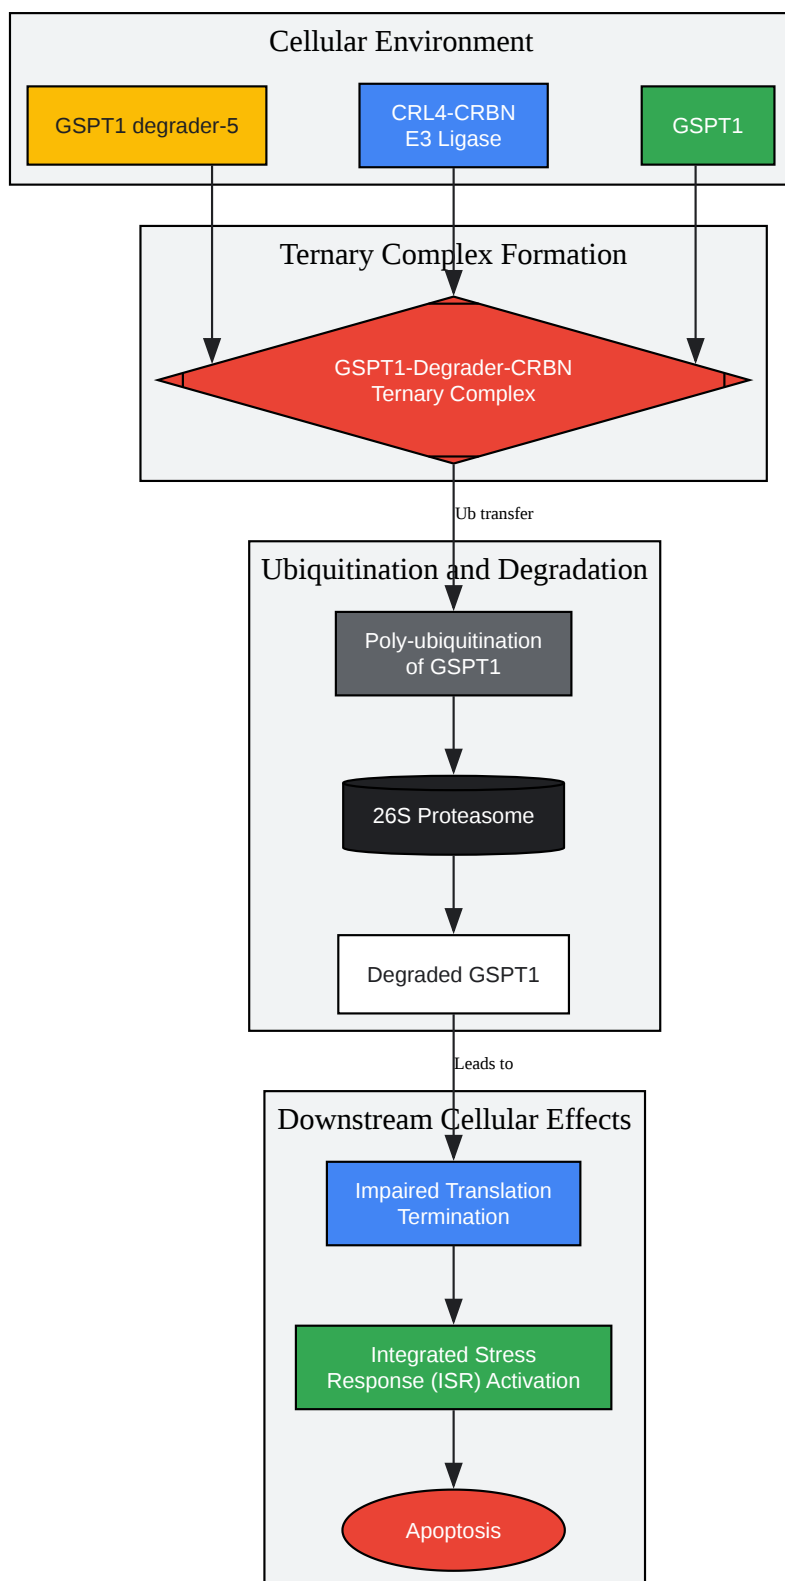 Cellular Environment
GSPT1 degrader-5
CRL4-CRBN
E3 Ligase
GSPT1
Ternary Complex Formation
GSPT1-Degrader-CRBN
Ternary Complex
Ub transfer
Ubiquitination and Degradation
Poly-ubiquitination
of GSPT1
26S Proteasome
Degraded GSPT1
Leads to
Downstream Cellular Effects
Impaired Translation
Termination
Integrated Stress
Response (ISR) Activation
Apoptosis